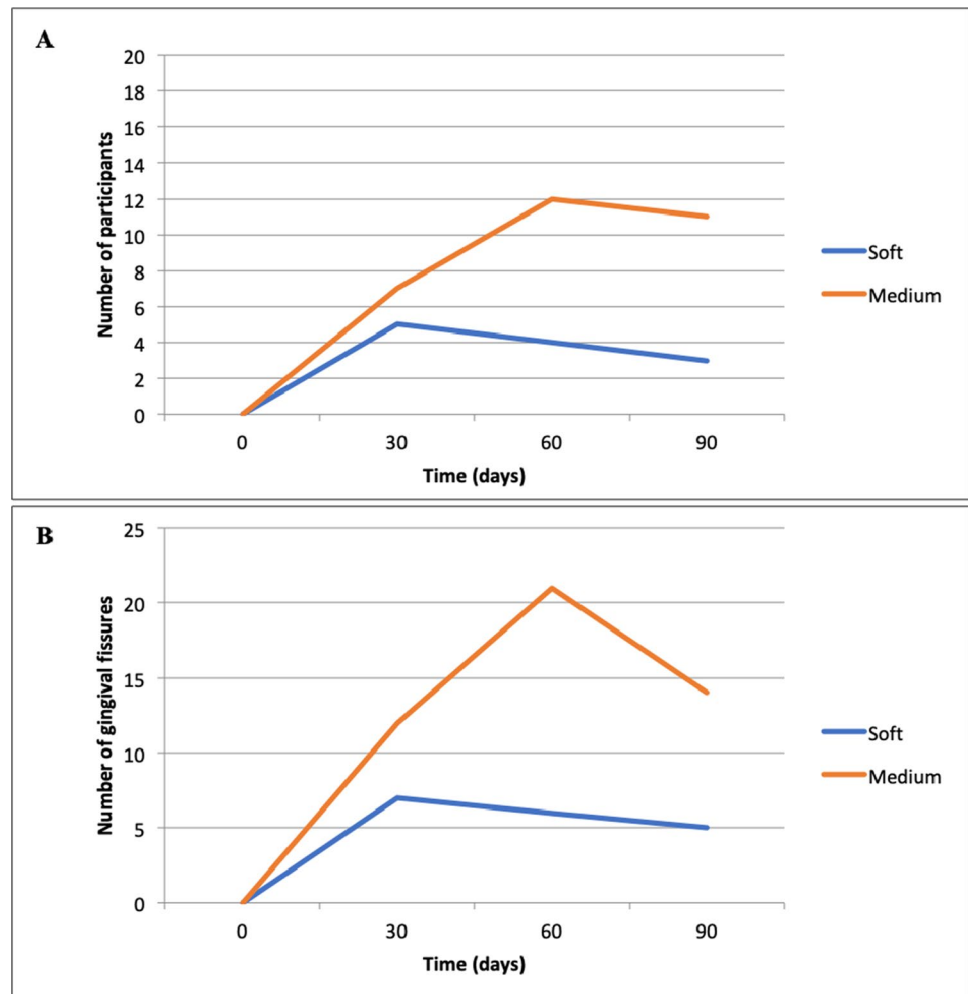 A
20
18
16
14
12
10
8
6
4
2
0
Number of participants
0 30 60 90
Time (days)
Soft
Medium
B
25
20
15
10
5
0
Number of gingival fissures
0 30 60 90
Time (days)
Soft
Medium